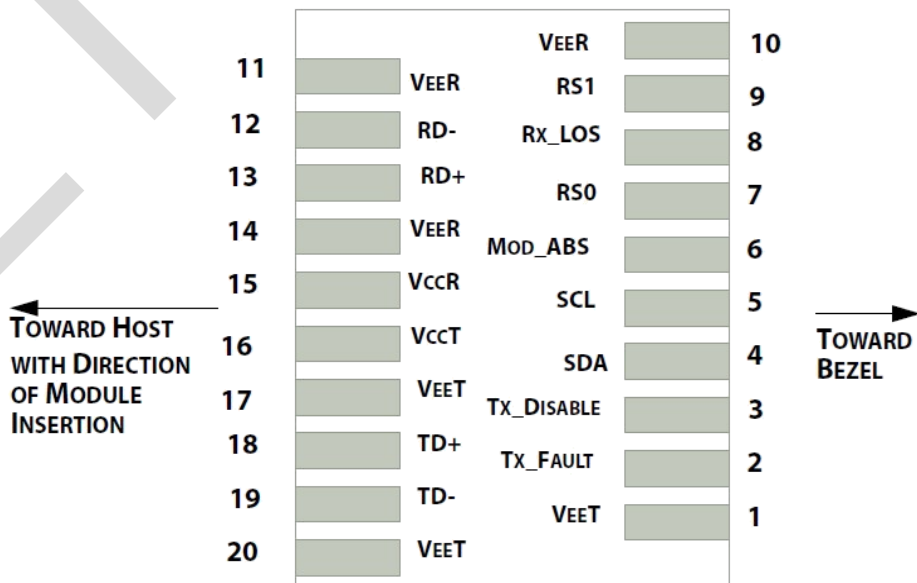 VEER 10
11 VEER
RS1 9
12 RD-
RX_LOS 8
13 RD+
RS0 7
14 VEER
MOD_ABS 6
15 VCCR
SCL 5
TOWARD HOST
WITH DIRECTION
OF MODULE
INSERTION
TOWARD
BEZEL
16 VCCT
SDA 4
17 VEET
TX_DISABLE 3
18 TD+
TX_FAULT 2
19 TD-
VEET 1
20 VEET